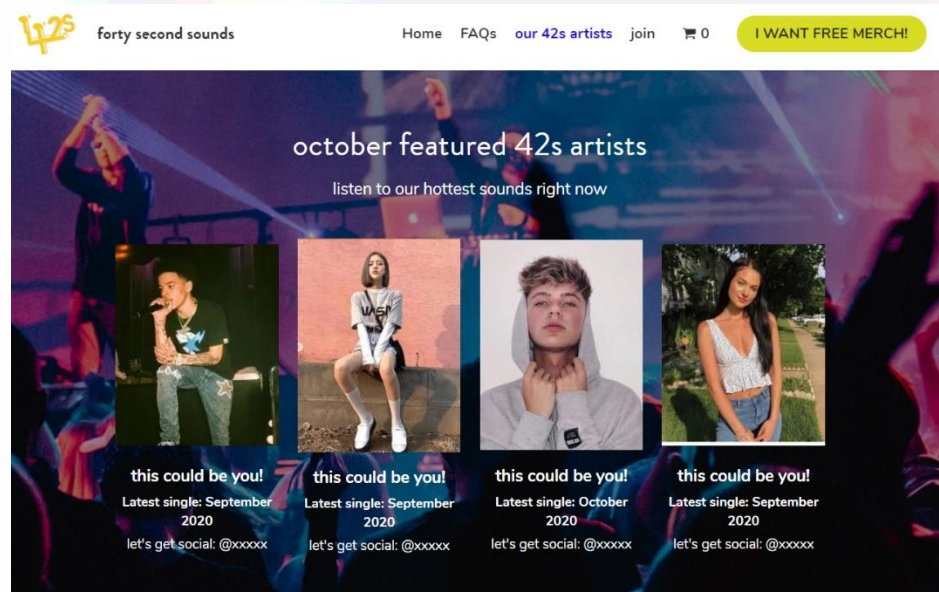 42s
forty second sounds
Home FAQs our 42s artists join 0 I WANT FREE MERCH!
october featured 42s artists
listen to our hottest sounds right now
this could be you!
Latest single: September
2020
let's get social: @xxxxx
this could be you!
Latest single: September
2020
let's get social: @xxxxx
this could be you!
Latest single: October
2020
let's get social: @xxxxx
this could be you!
Latest single: September
2020
let's get social: @xxxxx